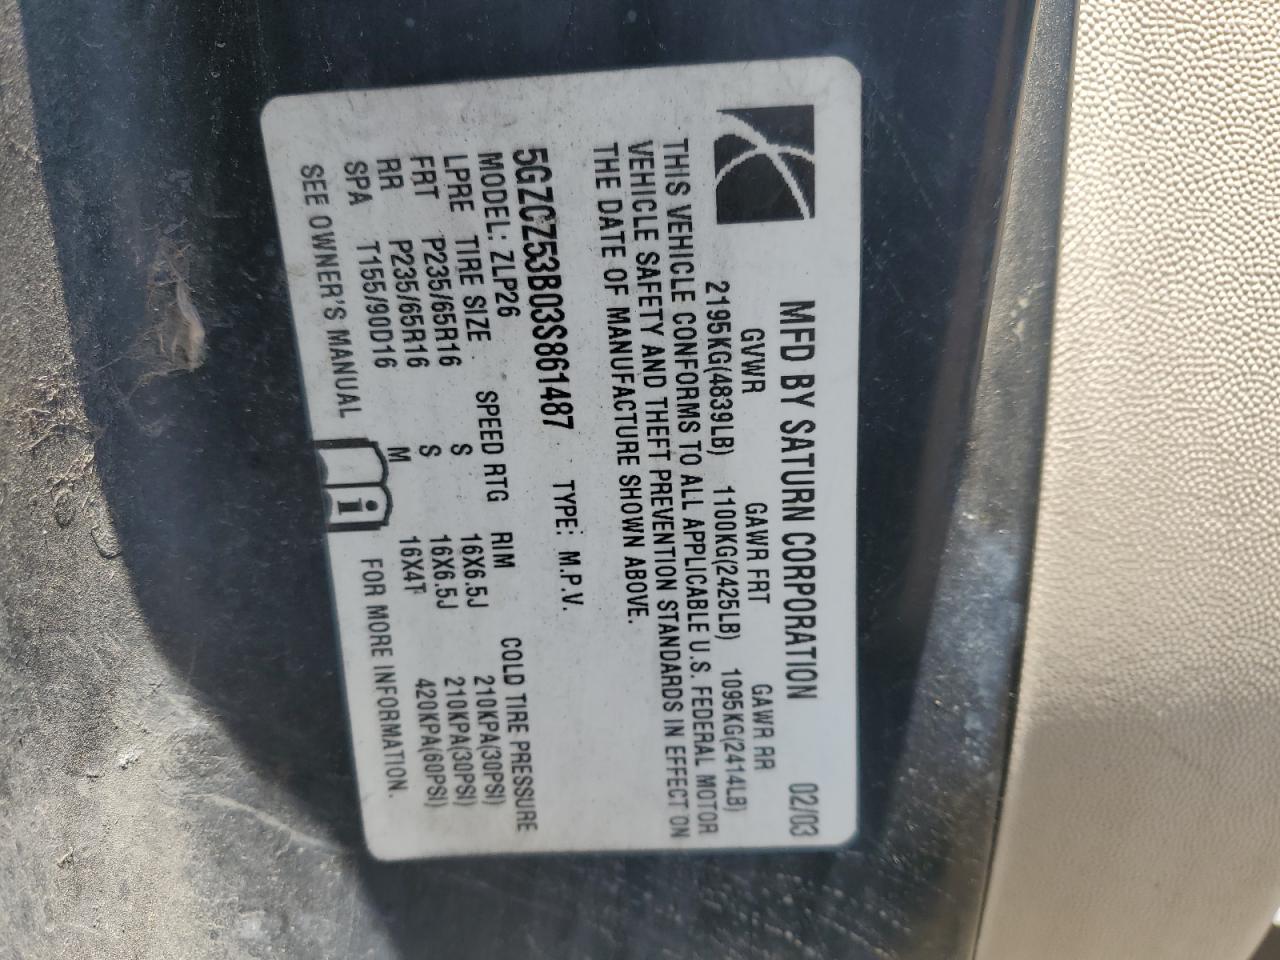 MFD BY SATURN CORPORATION 02/03
GVWR GAWR FRT GAWR RR
2195KG(4839LB) 1100KG(2425LB) 1095KG(2414LB)
THIS VEHICLE CONFORMS TO ALL APPLICABLE U.S. FEDERAL MOTOR
VEHICLE SAFETY AND THEFT PREVENTION STANDARDS IN EFFECT ON
THE DATE OF MANUFACTURE SHOWN ABOVE.
5GZCZ53B03S861487 TYPE: M.P.V.
MODEL: ZLP26
LPRE TIRE SIZE SPEED RTG RIM COLD TIRE PRESSURE
FRT P235/65R16 S 16X6.5J 210KPA(30PSI)
RR P235/65R16 S 16X6.5J 210KPA(30PSI)
SPA T155/90D16 M 16X4T 420KPA(60PSI)
SEE OWNER'S MANUAL i FOR MORE INFORMATION.